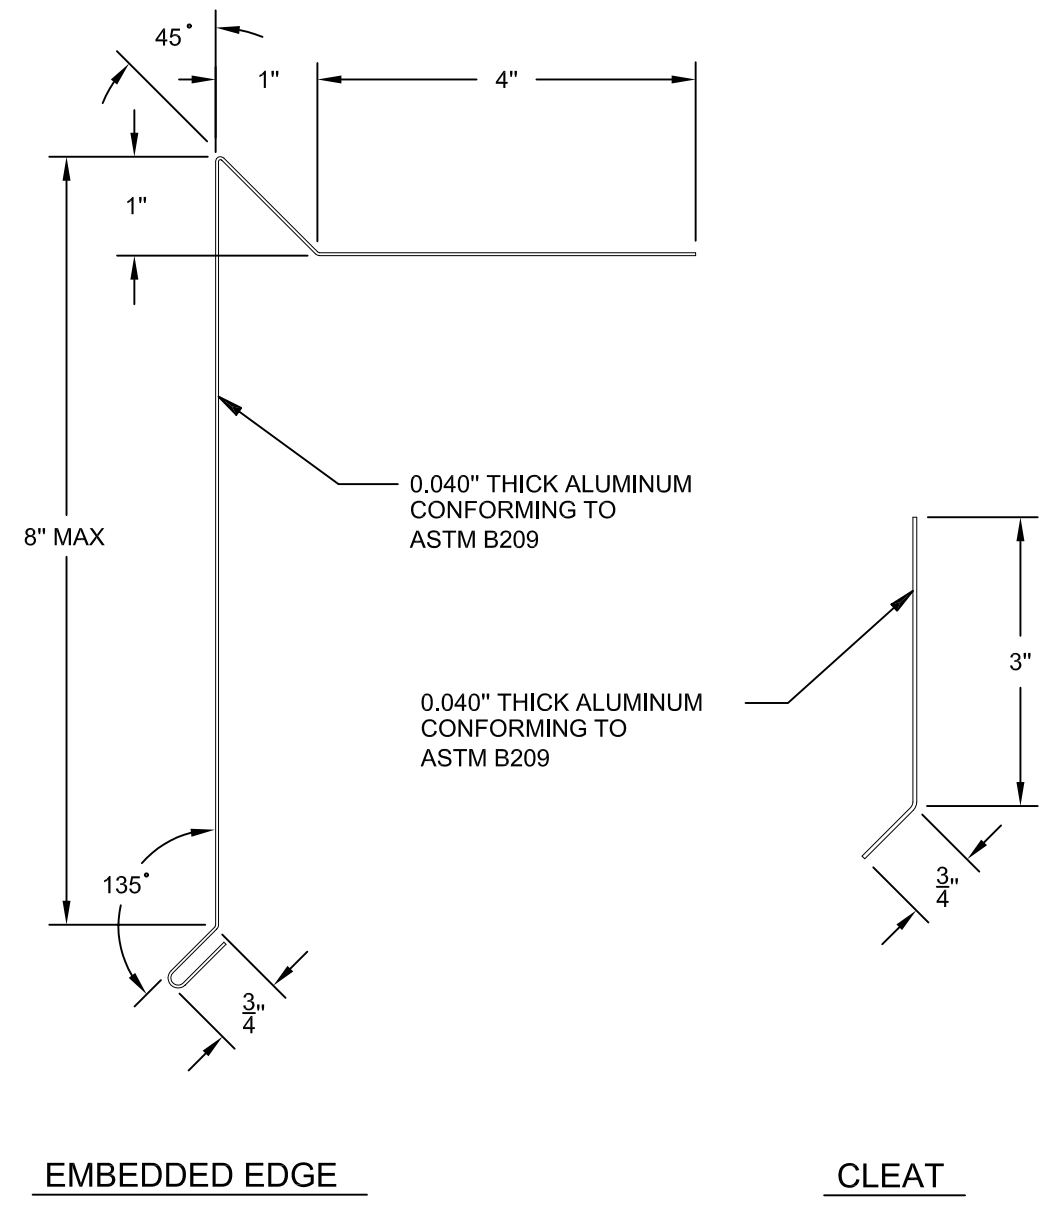 45°
1"
4"
1"
8" MAX
0.040" THICK ALUMINUM
CONFORMING TO
ASTM B209
3"
0.040" THICK ALUMINUM
CONFORMING TO
ASTM B209
135°
3/4"
3/4"
EMBEDDED EDGE
CLEAT